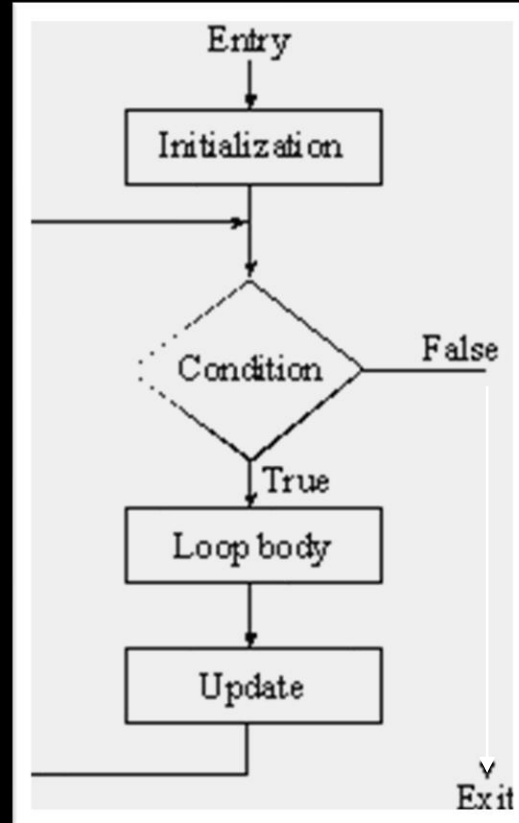 Entry
Initialization
Condition
False
True
Loop body
Update
Exit